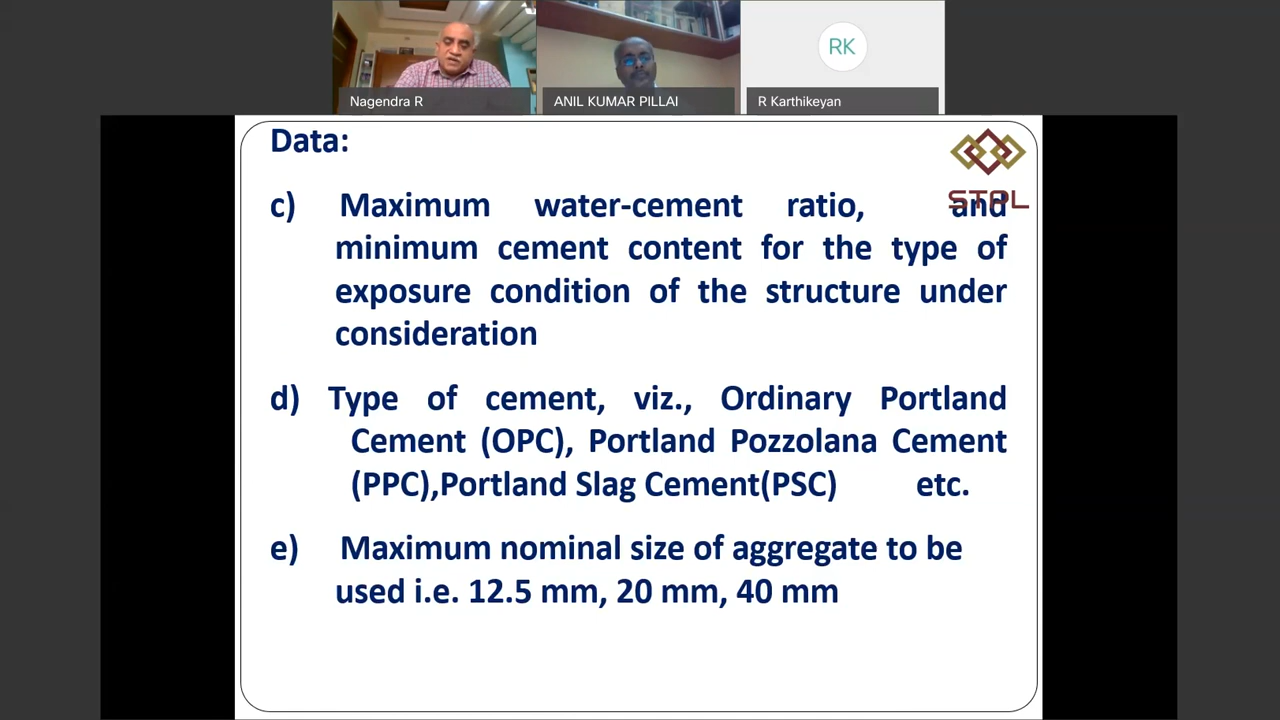 RK
Nagendra R
ANIL KUMAR PILLAI
R Karthikeyan
Data:
STPL
c) Maximum water-cement ratio, and
minimum cement content for the type of
exposure condition of the structure under
consideration
d) Type of cement, viz., Ordinary Portland
Cement (OPC), Portland Pozzolana Cement
(PPC),Portland Slag Cement(PSC) etc.
e) Maximum nominal size of aggregate to be
used i.e. 12.5 mm, 20 mm, 40 mm